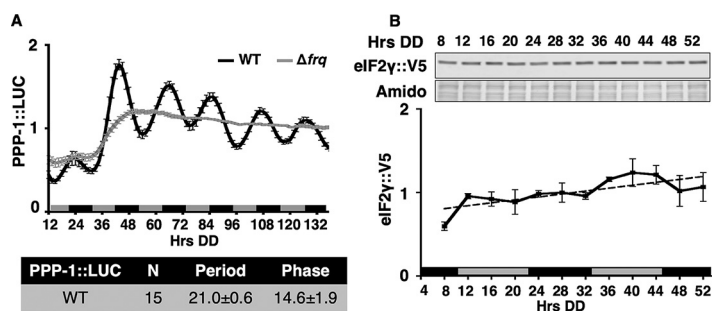 A
2
1
0
PPP-1::LUC
WT Δfrq
12 24 36 48 60 72 84 96 108 120 132
Hrs DD
PPP-1::LUC N Period Phase
WT 15 21.0±0.6 14.6±1.9
B
Hrs DD
8 12 16 20 24 28 32 36 40 44 48 52
eIF2γ::V5
Amido
2
1
0
eIF2γ::V5
4 8 12 16 20 24 28 32 36 40 44 48 52
Hrs DD